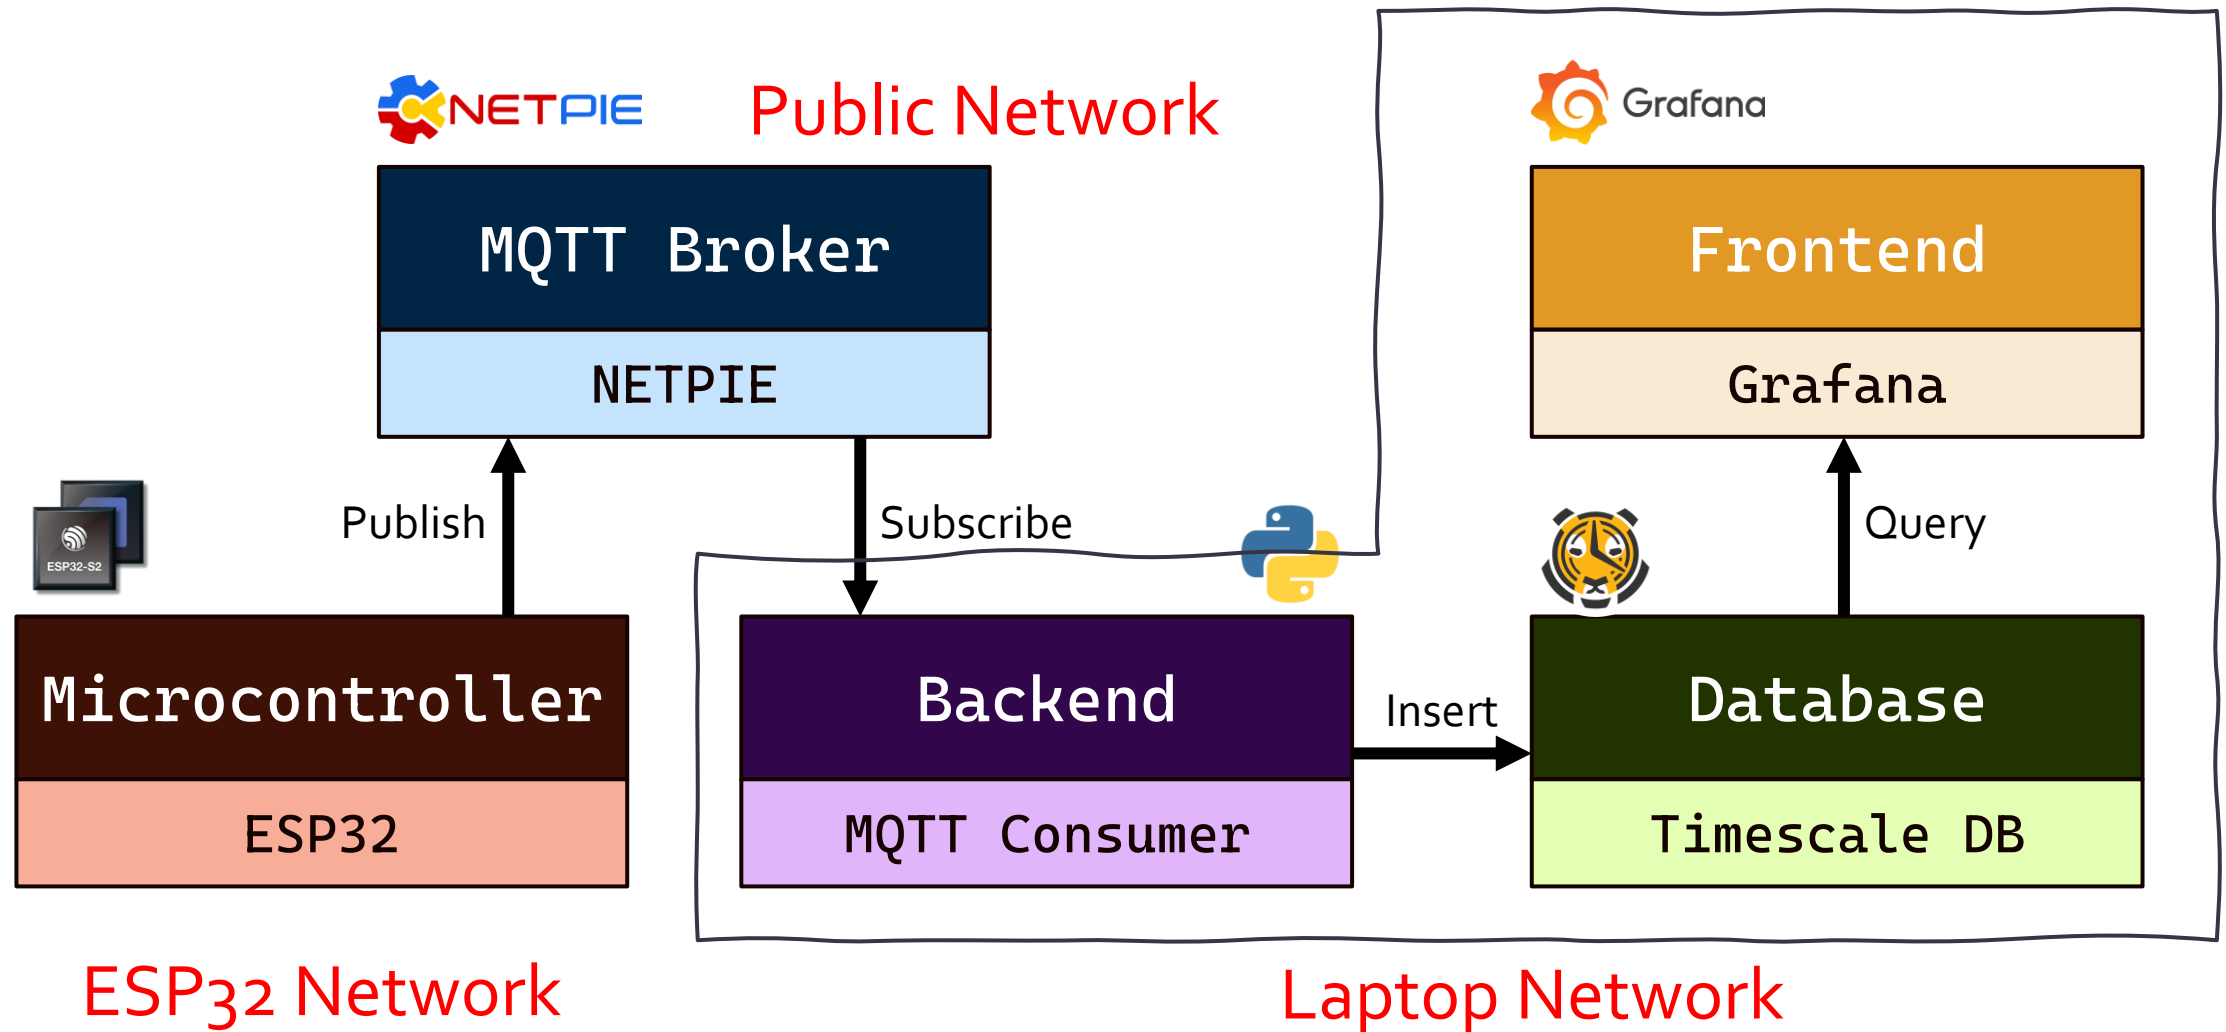 NETPIE
Public Network
Grafana
MQTT Broker
NETPIE
Frontend
Grafana
Publish
Subscribe
Query
ESP32-S2
Microcontroller
ESP32
Backend
MQTT Consumer
Insert
Database
Timescale DB
ESP32 Network
Laptop Network